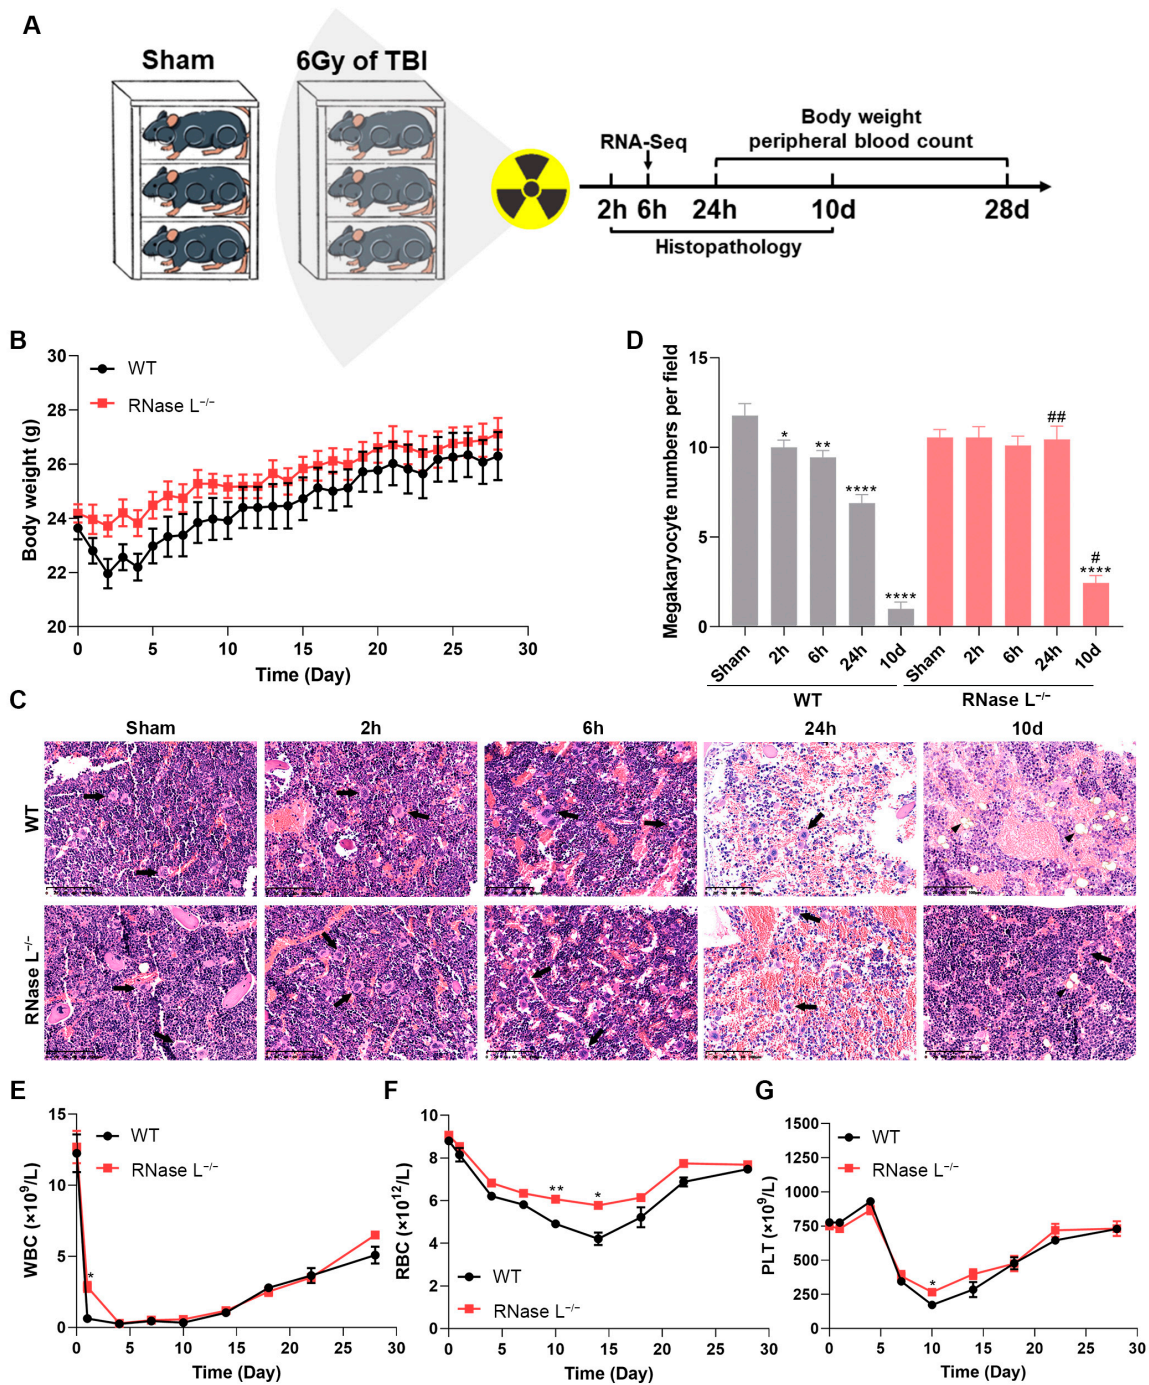 A
Sham
6Gy of TBI
RNA-Seq
Body weight
peripheral blood count
2h 6h 24h 10d 28d
Histopathology
B
30
28
26
24
22
20
Body weight (g)
WT
RNase L⁻/⁻
0 5 10 15 20 25 30
Time (Day)
D
15
10
5
0
Megakaryocyte numbers per field
*
**
****
****
##
#
****
Sham 2h 6h 24h 10d Sham 2h 6h 24h 10d
WT RNase L⁻/⁻
C
Sham 2h 6h 24h 10d
WT
RNase L⁻/⁻
E
15
10
5
0
WBC (×10⁹/L)
WT
RNase L⁻/⁻
*
0 5 10 15 20 25 30
Time (Day)
F
10
8
6
4
2
0
RBC (×10¹²/L)
**
*
WT
RNase L⁻/⁻
0 5 10 15 20 25 30
Time (Day)
G
1500
1250
1000
750
500
250
0
PLT (×10⁹/L)
WT
RNase L⁻/⁻
*
0 5 10 15 20 25 30
Time (Day)